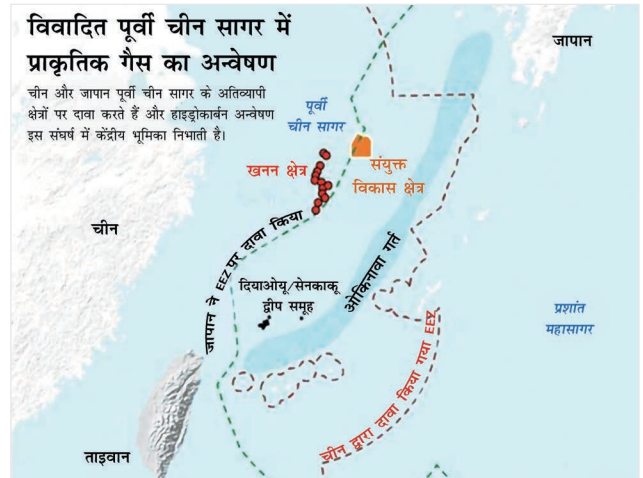 विवादित पूर्वी चीन सागर में
प्राकृतिक गैस का अन्वेषण
चीन और जापान पूर्वी चीन सागर के अतिव्यापी
क्षेत्रों पर दावा करते हैं और हाइड्रोकार्बन अन्वेषण
इस संघर्ष में केंद्रीय भूमिका निभाती है।
जापान
पूर्वी
चीन सागर
खनन क्षेत्र
संयुक्त
विकास क्षेत्र
चीन
जापान ने EEZ पर दावा किया
दियाओयू/सेनकाकू
द्वीप समूह
ओकिनावा गर्त
प्रशांत
महासागर
चीन द्वारा दावा किया गया EEZ
ताइवान